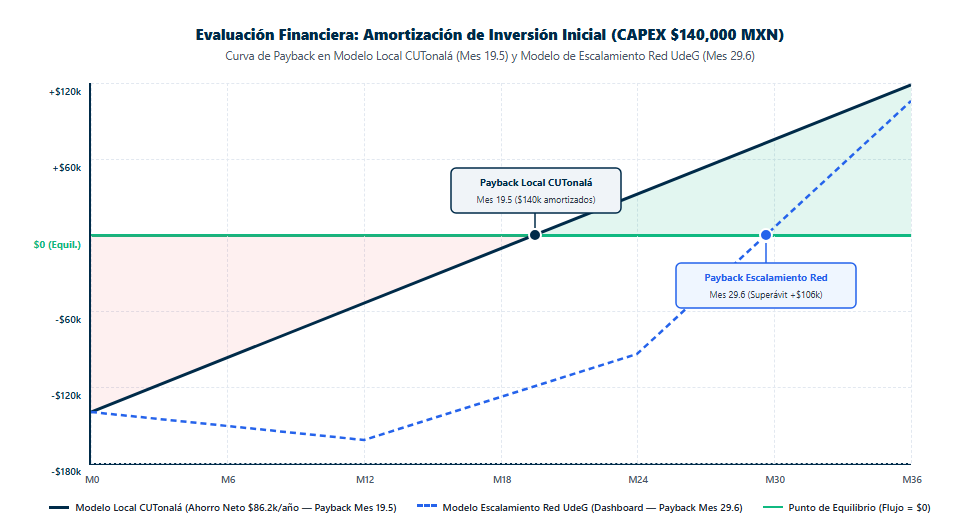 Evaluación Financiera: Amortización de Inversión Inicial (CAPEX $140,000 MXN)
Curva de Payback en Modelo Local CUTonalá (Mes 19.5) y Modelo de Escalamiento Red UdeG (Mes 29.6)
+$120k
+$60k
Payback Local CUTonalá
Mes 19.5 ($140k amortizados)
$0 (Equil.)
Payback Escalamiento Red
Mes 29.6 (Superávit +$106k)
-$60k
-$120k
-$180k
M0 M6 M12 M18 M24 M30 M36
Modelo Local CUTonalá (Ahorro Neto $86.2k/año — Payback Mes 19.5) Modelo Escalamiento Red UdeG (Dashboard — Payback Mes 29.6) Punto de Equilibrio (Flujo = $0)